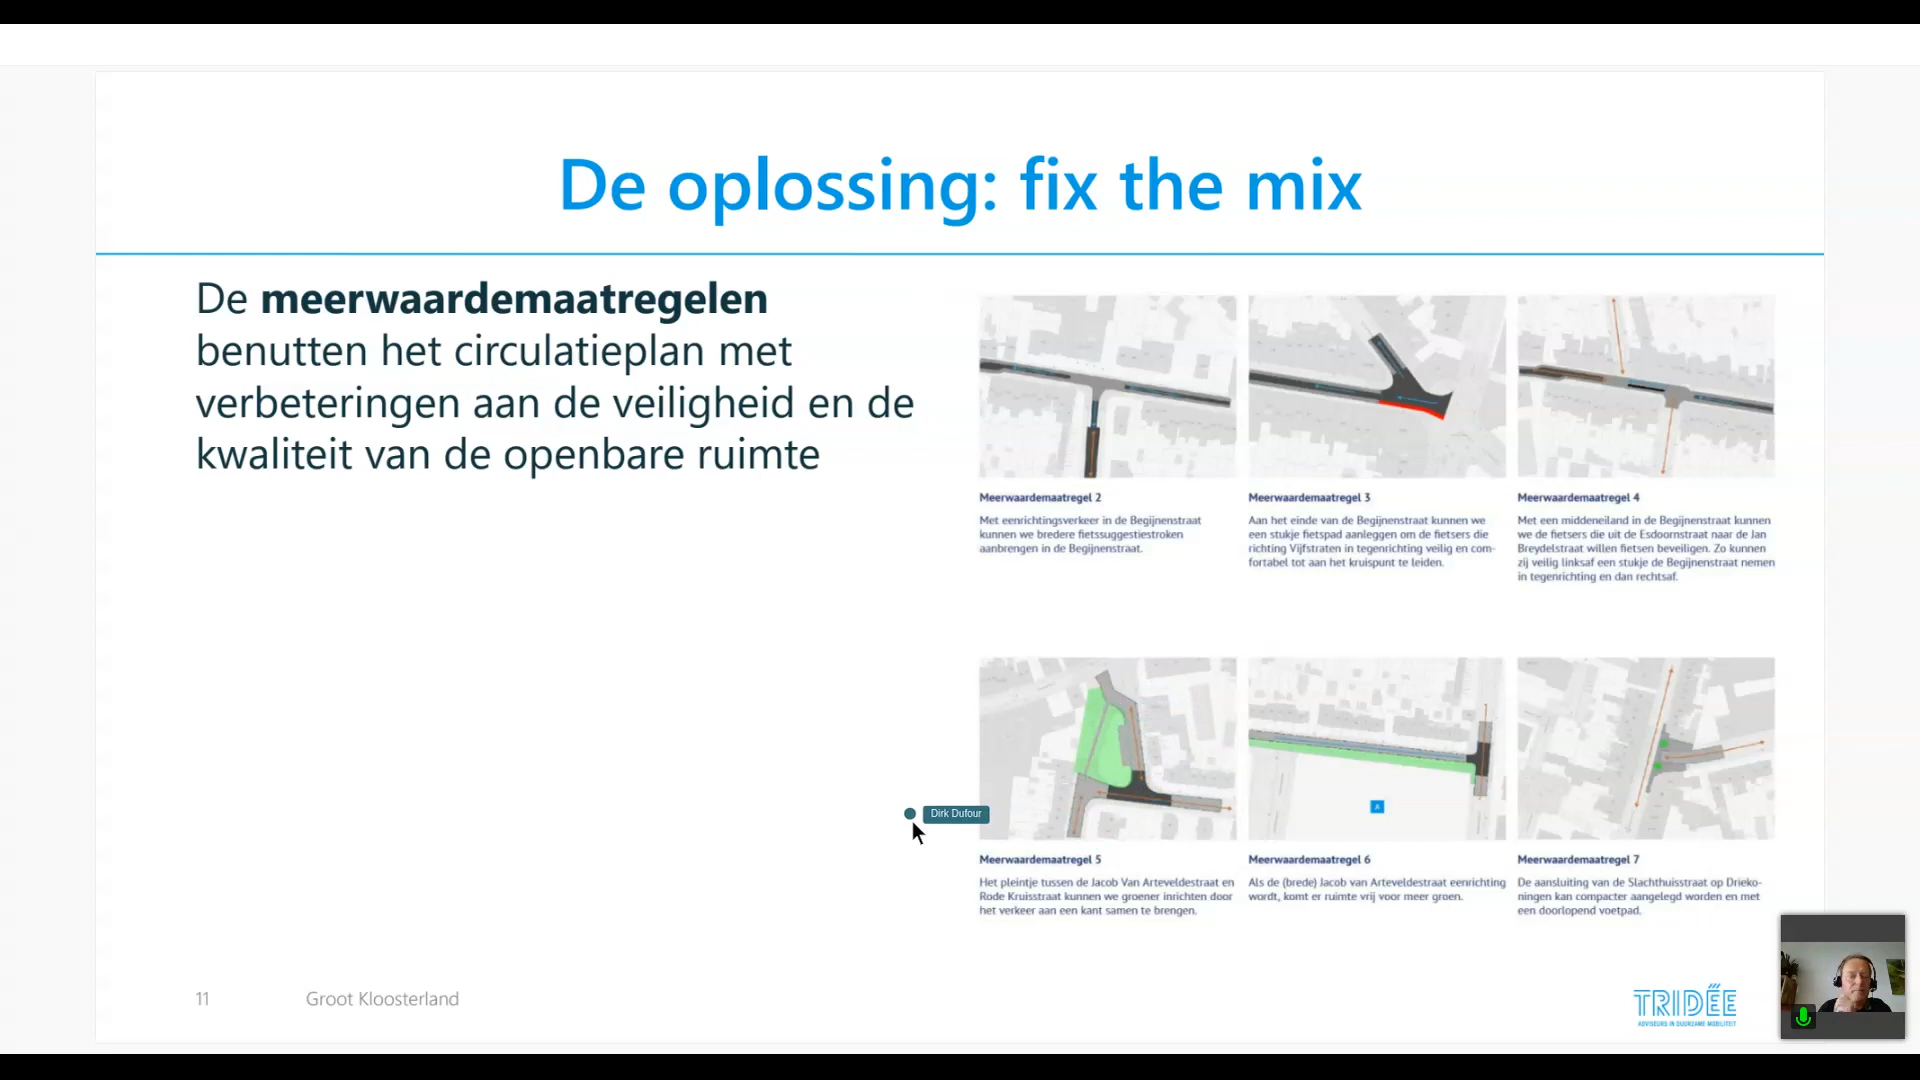 De oplossing: fix the mix
De meerwaardemaatregelen
benutten het circulatieplan met
verbeteringen aan de veiligheid en de
kwaliteit van de openbare ruimte
Meerwaardemaatregel 2
Met eenrichtingsverkeer in de Begijnenstraat
kunnen we bredere fietssuggestiestroken
aanbrengen in de Begijnenstraat.
Meerwaardemaatregel 3
Aan het einde van de Begijnenstraat kunnen we
een stukje fietspad aanleggen om de fietsers die
richting Vijfstraten in tegenrichting veilig en com-
fortabel tot aan het kruispunt te leiden.
Meerwaardemaatregel 4
Met een middeneiland in de Begijnenstraat kunnen
we de fietsers die uit de Esdoornstraat naar de Jan
Breydelstraat willen fietsen beveiligen. Zo kunnen
zij veilig linksaf een stukje de Begijnenstraat nemen
in tegenrichting en dan rechtsaf.
A
Dirk Dufour
Meerwaardemaatregel 5
Het pleintje tussen de Jacob Van Arteveldestraat en
Rode Kruisstraat kunnen we groener inrichten door
het verkeer aan een kant samen te brengen.
Meerwaardemaatregel 6
Als de (brede) Jacob van Arteveldestraat eenrichting
wordt, komt er ruimte vrij voor meer groen.
Meerwaardemaatregel 7
De aansluiting van de Slachthuisstraat op Drieko-
ningen kan compacter aangelegd worden en met
een doorlopend voetpad.
11
Groot Kloosterland
TRIDÉE
ADVISEURS IN DUURZAME MOBILITEIT